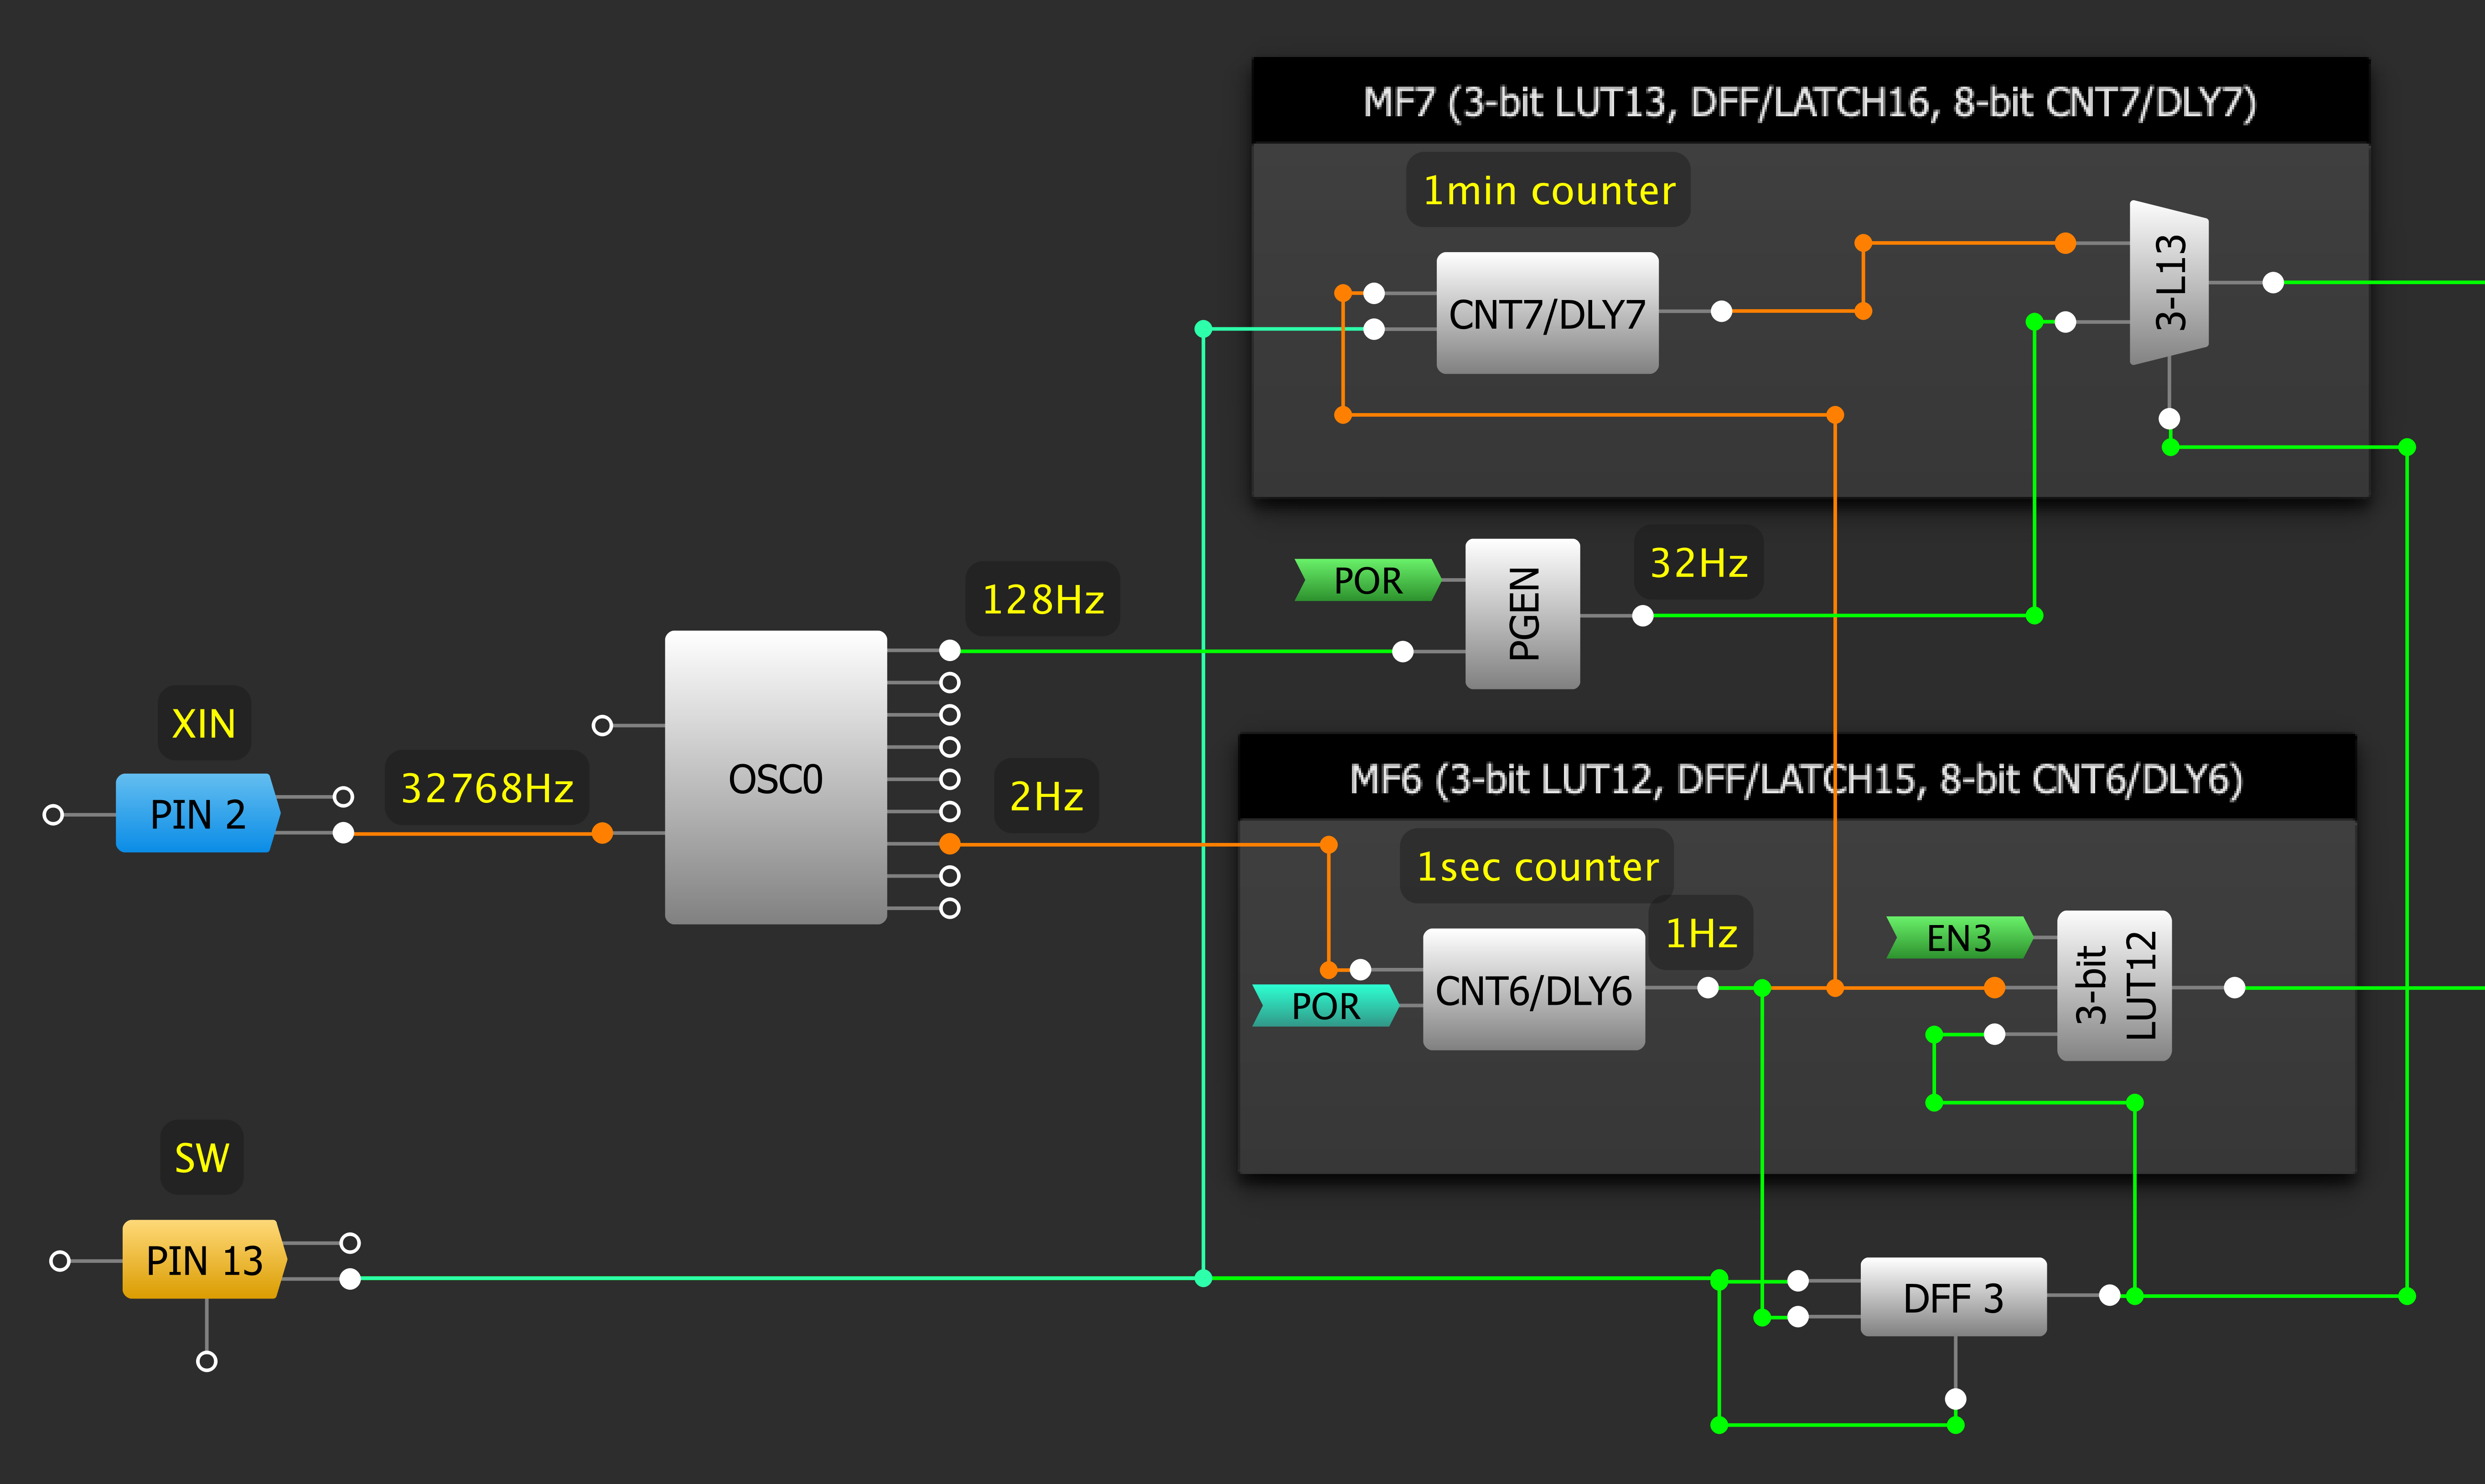 MF7 (3-bit LUT13, DFF/LATCH16, 8-bit CNT7/DLY7)
1min counter
CNT7/DLY7
3-L13
POR
PGEN
32Hz
128Hz
XIN
PIN 2
32768Hz
OSC0
2Hz
MF6 (3-bit LUT12, DFF/LATCH15, 8-bit CNT6/DLY6)
1sec counter
1Hz
POR
CNT6/DLY6
EN3
3-bit
LUT12
SW
PIN 13
DFF 3